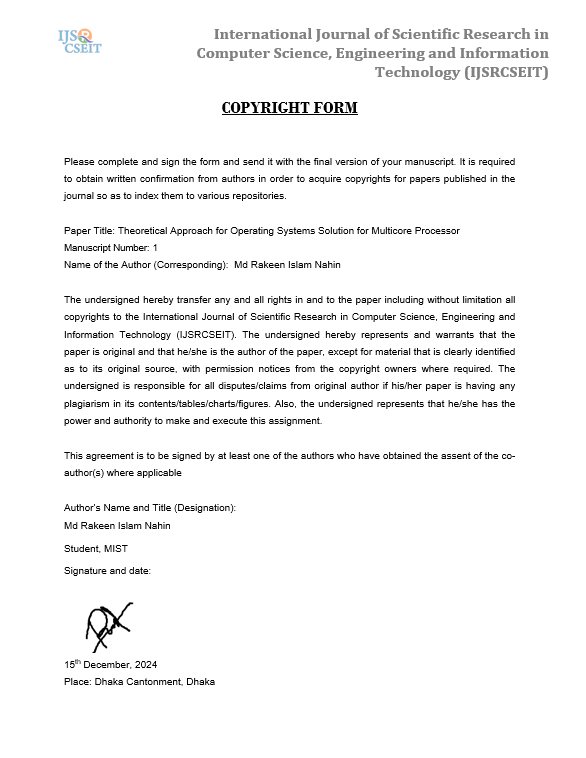 IJS
CSEIT
International Journal of Scientific Research in
Computer Science, Engineering and Information
Technology (IJSRCSEIT)
COPYRIGHT FORM
Please complete and sign the form and send it with the final version of your manuscript. It is required
to obtain written confirmation from authors in order to acquire copyrights for papers published in the
journal so as to index them to various repositories.
Paper Title: Theoretical Approach for Operating Systems Solution for Multicore Processor
Manuscript Number: 1
Name of the Author (Corresponding): Md Rakeen Islam Nahin
The undersigned hereby transfer any and all rights in and to the paper including without limitation all
copyrights to the International Journal of Scientific Research in Computer Science, Engineering and
Information Technology (IJSRCSEIT). The undersigned hereby represents and warrants that the
paper is original and that he/she is the author of the paper, except for material that is clearly identified
as to its original source, with permission notices from the copyright owners where required. The
undersigned is responsible for all disputes/claims from original author if his/her paper is having any
plagiarism in its contents/tables/charts/figures. Also, the undersigned represents that he/she has the
power and authority to make and execute this assignment.
This agreement is to be signed by at least one of the authors who have obtained the assent of the co-
author(s) where applicable
Author's Name and Title (Designation):
Md Rakeen Islam Nahin
Student, MIST
Signature and date:
15th December, 2024
Place: Dhaka Cantonment, Dhaka